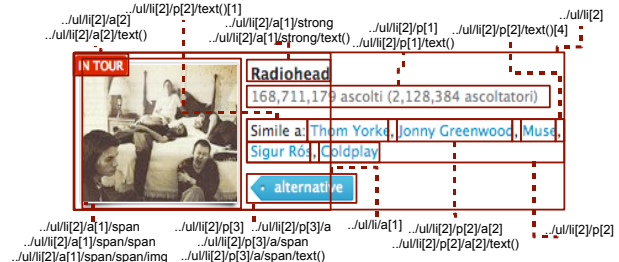 ../ul/li[2]/a[2]
../ul/li[2]/a[2]/text()
../ul/li[2]/p[2]/text()[1]
../ul/li[2]/a[1]/strong
../ul/li[2]/a[1]/strong/text()
../ul/li[2]/p[1]
../ul/li[2]/p[1]/text()
../ul/li[2]/p[2]/text()[4]
../ul/li[2]
IN TOUR
Radiohead
168,711,179 ascolti (2,128,384 ascoltatori)
Simile a: Thom Yorke, Jonny Greenwood, Muse,
Sigur Rós, Coldplay
alternative
../ul/li[2]/a[1]/span
../ul/li[2]/a[1]/span/span
../ul/li[2]/a[1]/span/span/img
../ul/li[2]/p[3]
../ul/li[2]/p[3]/a
../ul/li[2]/p[3]/a/span
../ul/li[2]/p[3]/a/span/text()
../ul/li/a[1]
../ul/li[2]/p[2]/a[2]
../ul/li[2]/p[2]/a[2]/text()
../ul/li[2]/p[2]